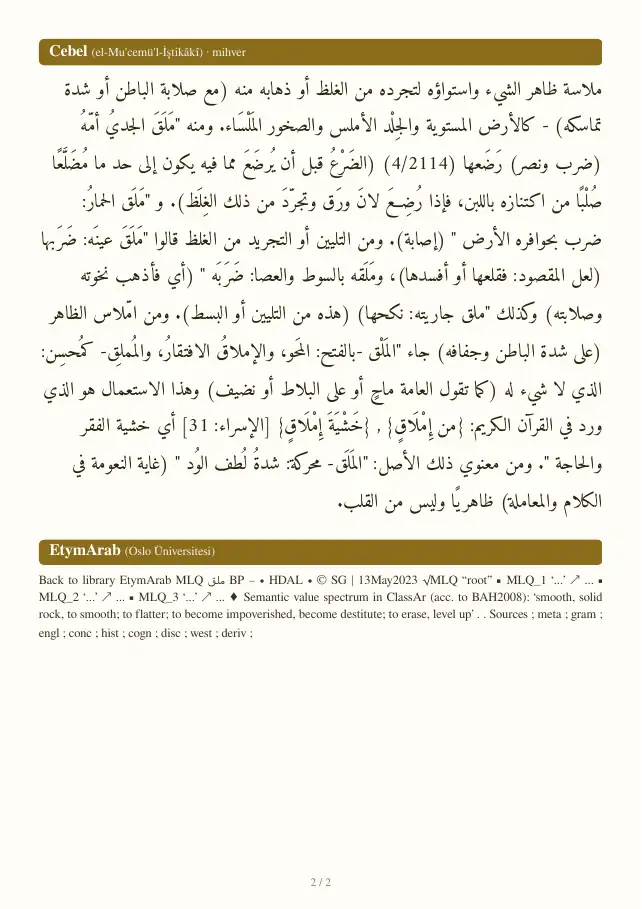 Cebel (el-Mu'cemü'l-İştikâkî) · mihver
ملاسة ظاهر الشيء واستواؤه لتجرده من الغلظ أو ذهابه منه (مع صلابة الباطن أو شدة
تماسكه) - كالأرض المستوية والجِلْد الأملس والصخور المَلْسَاء. ومنه "مَلَقَ الجديُ أمّهُ
(ضرب ونصر) رَضَعها (4/2114) (الضَرْعُ قبل أن يُرضَعَ مما فيه يكون إلى حد ما مُضَلَّعًا
صُلْبًا من اكتنازه باللبن، فإذا رُضِعَ لانَ ورَق وتجرّدَ من ذلك الغِلَظ). و "مَلَق الحمارُ:
ضرب بحوافره الأرض " (إصابة). ومن التليين أو التجريد من الغلظ قالوا "مَلَقَ عينَه: ضَرَبها
(لعل المقصود: فقلعها أو أفسدها)، ومَلَقه بالسوط والعصا: ضَرَبَه " (أي فأذهب نخوته
وصلابته) وكذلك "ملق جاريته: نكحها) (هذه من التليين أو البسط). ومن امّلاس الظاهر
(على شدة الباطن وجفافه) جاء "المَلْق -بالفتح: المَحو، والإملاقُ الافتقارُ، والمُملِق- كمُحسِن:
الذي لا شيء له (كما تقول العامة ماحٍ أو على البلاط أو نضيف) وهذا الاستعمال هو الذي
ورد في القرآن الكريم: {من إِمْلَاقٍ} , {خَشْيَةَ إِمْلَاقٍ} [الإسراء: 31] أي خشية الفقر
والحاجة ". ومن معنوي ذلك الأصل: "المَلَق- محركة: شدةُ لُطف الوُد " (غاية النعومة في
الكلام والمعاملة) ظاهريًا وليس من القلب.
EtymArab (Oslo Üniversitesi)
Back to library EtymArab MLQ ملق BP – • HDAL • © SG | 13May2023 √MLQ “root” ▪ MLQ_1 ‘...’ ↗ ... ▪
MLQ_2 ‘...’ ↗ ... ▪ MLQ_3 ‘...’ ↗ ... ♦ Semantic value spectrum in ClassAr (acc. to BAH2008): ‘smooth, solid
rock, to smooth; to flatter; to become impoverished, become destitute; to erase, level up’ . . Sources ; meta ; gram ;
engl ; conc ; hist ; cogn ; disc ; west ; deriv ;
2 / 2